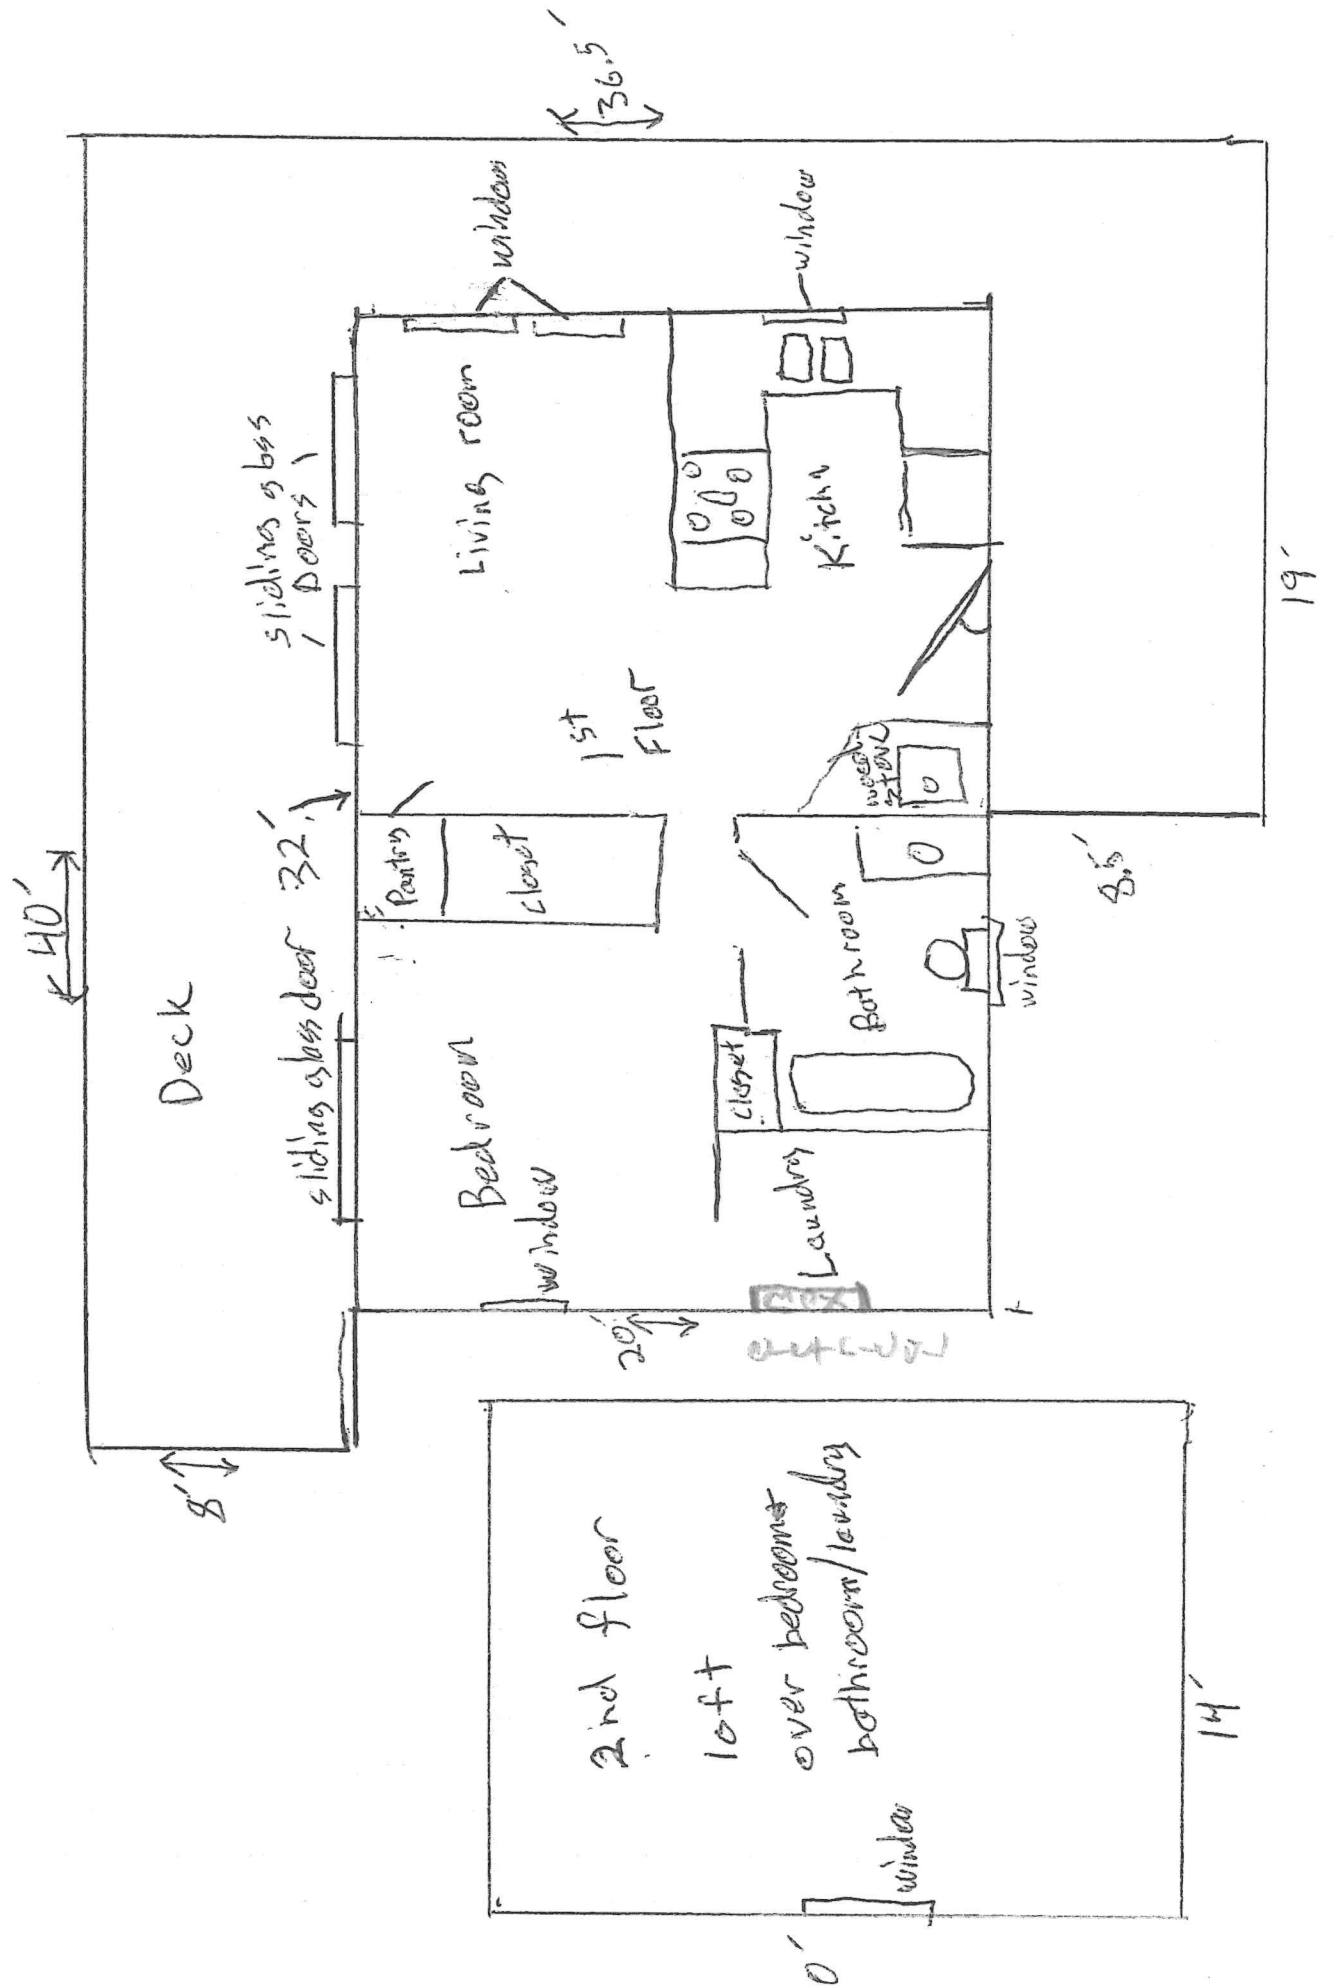 40'
Deck
8'
sliding glass door
32'
sliding glass
Doors
36.5'
window
Bedroom
window
Pantry
closet
Living room
1st
Floor
20'
closet
Laundry
Bathroom
wood
stove
Kitchn
window
window
8.5'
19'
2nd floor
loft
over bedroom +
bathroom/laundry
window
0'
14'